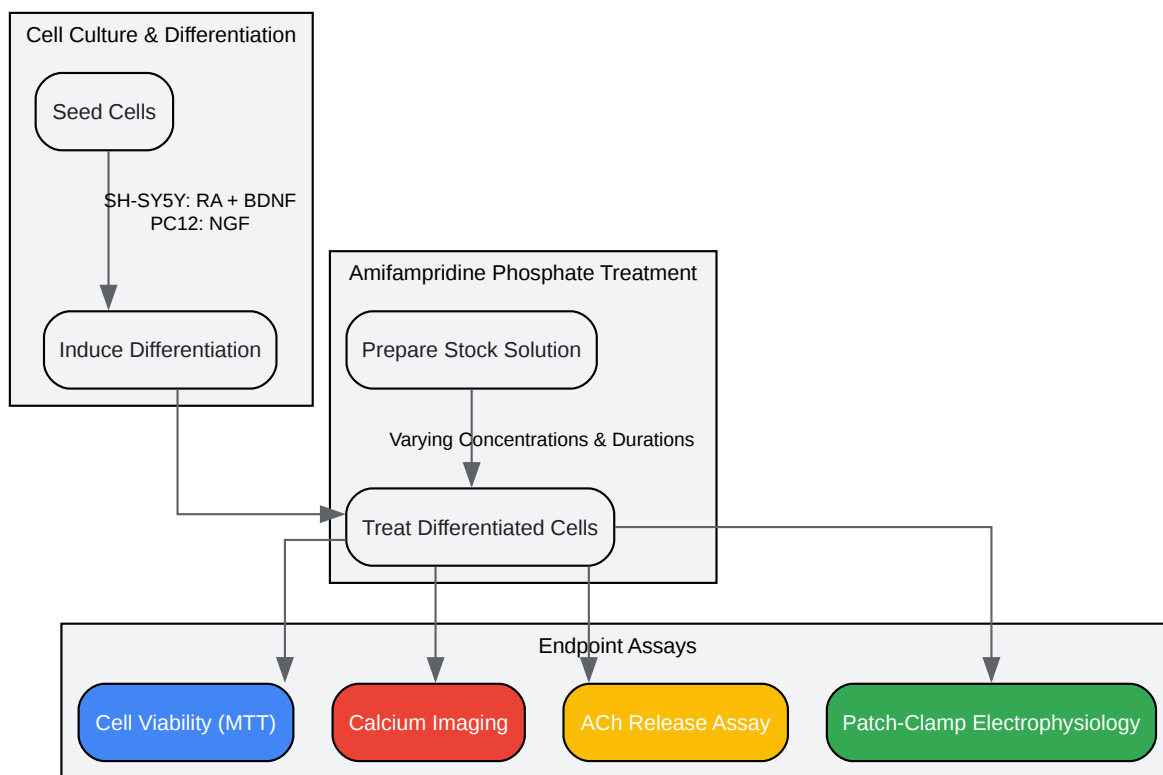 Cell Culture & Differentiation
Seed Cells
SH-SY5Y: RA + BDNF
PC12: NGF
Induce Differentiation
Amifampridine Phosphate Treatment
Prepare Stock Solution
Varying Concentrations & Durations
Treat Differentiated Cells
Endpoint Assays
Cell Viability (MTT)
Calcium Imaging
ACh Release Assay
Patch-Clamp Electrophysiology